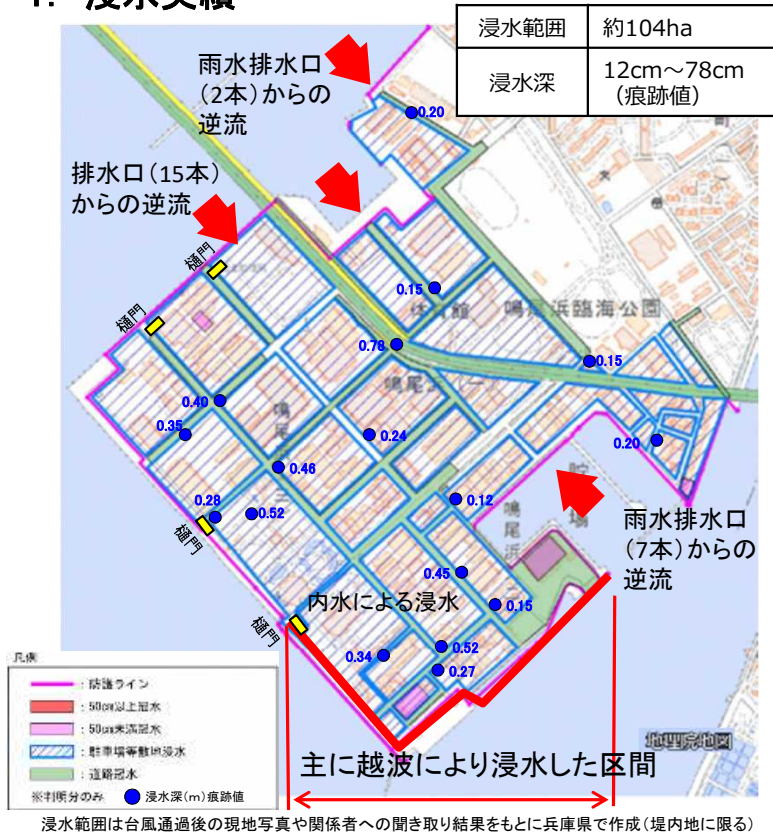 1. 浸水実績
浸水範囲 約104ha
浸水深 12cm～78cm
（痕跡値）
雨水排水口
（2本）からの
逆流
0.20
排水口（15本）
からの逆流
樋門
樋門
0.15
体育館
鳴尾浜臨海公園
0.78
0.15
鳴尾浜（一）
0.40
0.35
0.24
0.20
0.46
0.28
0.52
0.12
樋門
鳴尾浜
雨水排水口
（7本）からの
逆流
0.45
内水による浸水
0.15
樋門
0.52
0.34
0.27
凡例
：防護ライン
：50cm以上冠水
：50cm未満冠水
：駐車場等敷地浸水
：道路冠水
※判明分のみ
浸水深（m）痕跡値
地理院地図
主に越波により浸水した区間
浸水範囲は台風通過後の現地写真や関係者への聞き取り結果をもとに兵庫県で作成（堤内地に限る）